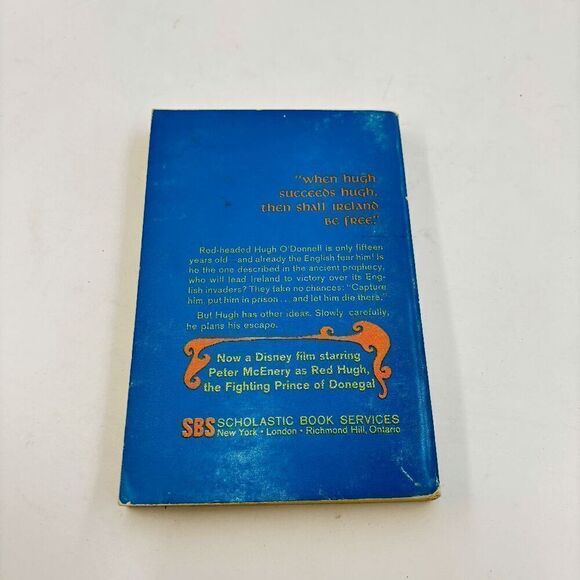 "When hugh
succeeds hugh,
then shall ireland
be free."
Red-headed Hugh O'Donnell is only fifteen
years old—and already the English fear him! Is
he the one described in the ancient prophecy,
who will lead Ireland to victory over its Eng-
lish invaders? They take no chances: "Capture
him, put him in prison . . . and let him die there."
But Hugh has other ideas. Slowly, carefully,
he plans his escape.
Now a Disney film starring
Peter McEnery as Red Hugh,
the Fighting Prince of Donegal
SBS SCHOLASTIC BOOK SERVICES
New York • London • Richmond Hill, Ontario